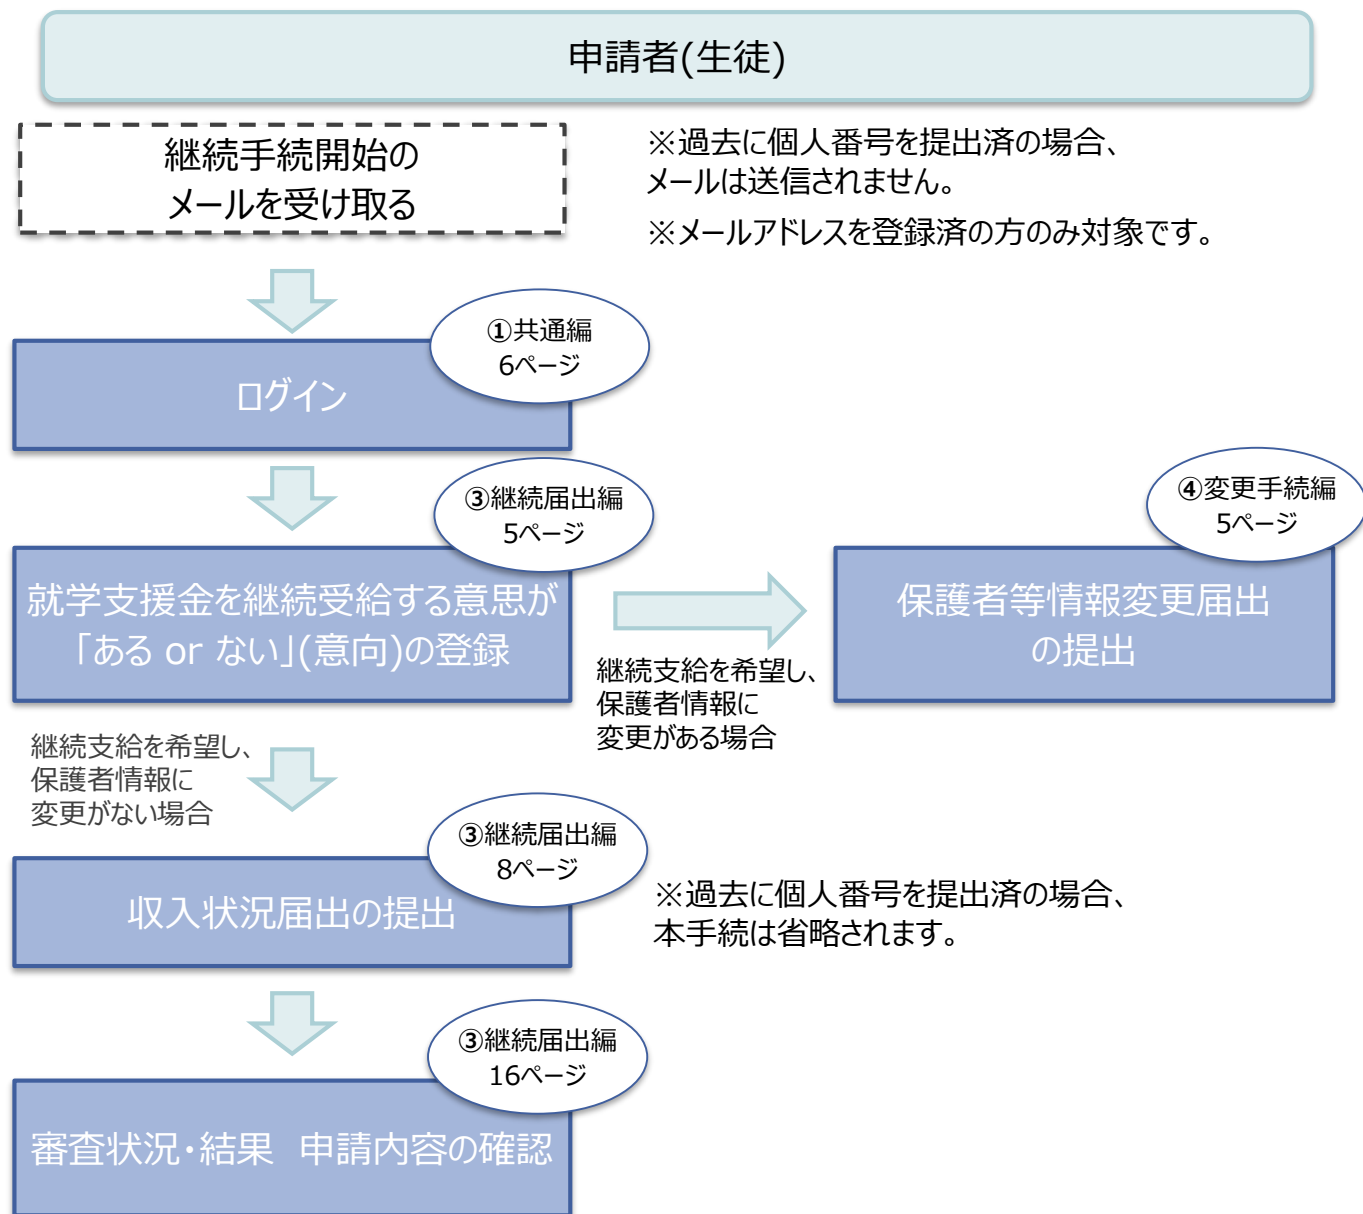 申請者(生徒)
継続手続開始の
メールを受け取る
※過去に個人番号を提出済の場合、
メールは送信されません。
※メールアドレスを登録済の方のみ対象です。
①共通編
6ページ
ログイン
③継続届出編
5ページ
④変更手続編
5ページ
就学支援金を継続受給する意思が
「ある or ない」(意向)の登録
保護者等情報変更届出
の提出
継続支給を希望し、
保護者情報に
変更がある場合
継続支給を希望し、
保護者情報に
変更がない場合
③継続届出編
8ページ
収入状況届出の提出
※過去に個人番号を提出済の場合、
本手続は省略されます。
③継続届出編
16ページ
審査状況・結果　申請内容の確認